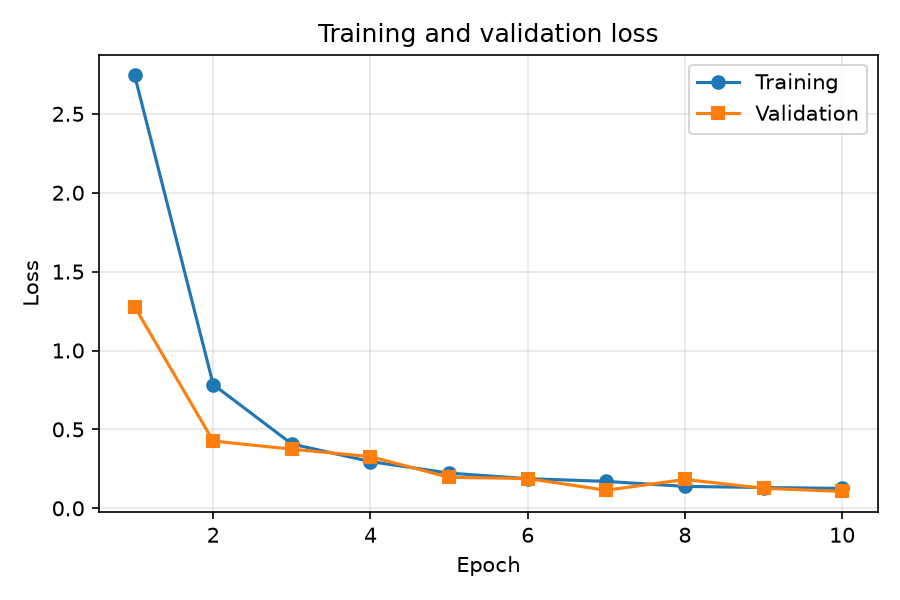 Training and validation loss
Training
Validation
Loss
2.5
2.0
1.5
1.0
0.5
0.0
2 4 6 8 10
Epoch